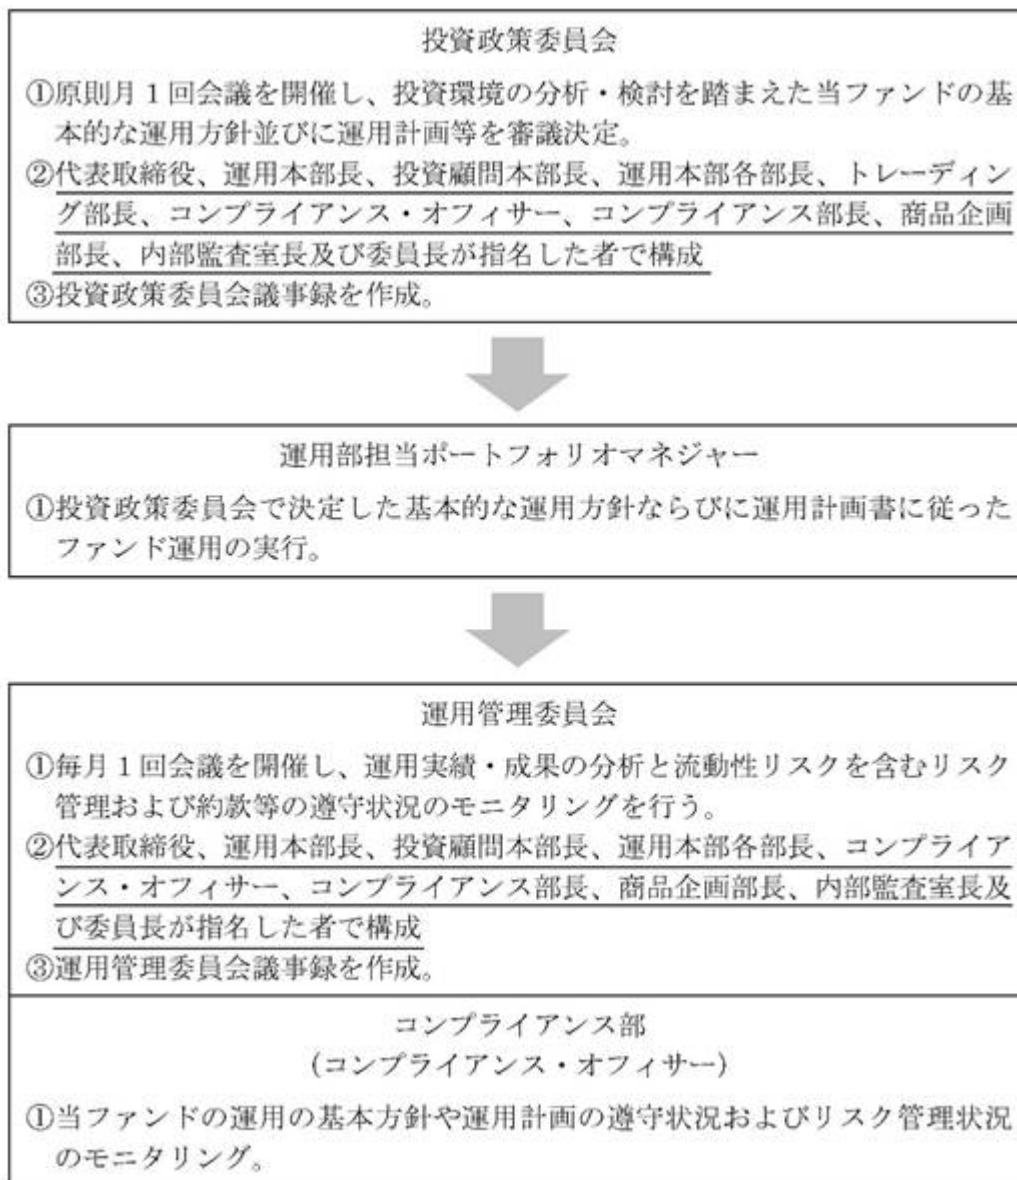 投資政策委員会
①原則月1回会議を開催し、投資環境の分析・検討を踏まえた当ファンドの基
本的な運用方針並びに運用計画等を審議決定。
②代表取締役、運用本部長、投資顧問本部長、運用本部各部長、トレーディン
グ部長、コンプライアンス・オフィサー、コンプライアンス部長、商品企画
部長、内部監査室長及び委員長が指名した者で構成
③投資政策委員会議事録を作成。
運用部担当ポートフォリオマネジャー
①投資政策委員会で決定した基本的な運用方針ならびに運用計画書に従った
ファンド運用の実行。
運用管理委員会
①毎月1回会議を開催し、運用実績・成果の分析と流動性リスクを含むリスク
管理および約款等の遵守状況のモニタリングを行う。
②代表取締役、運用本部長、投資顧問本部長、運用本部各部長、コンプライア
ンス・オフィサー、コンプライアンス部長、商品企画部長、内部監査室長及
び委員長が指名した者で構成
③運用管理委員会議事録を作成。
コンプライアンス部
(コンプライアンス・オフィサー)
①当ファンドの運用の基本方針や運用計画の遵守状況およびリスク管理状況
のモニタリング。